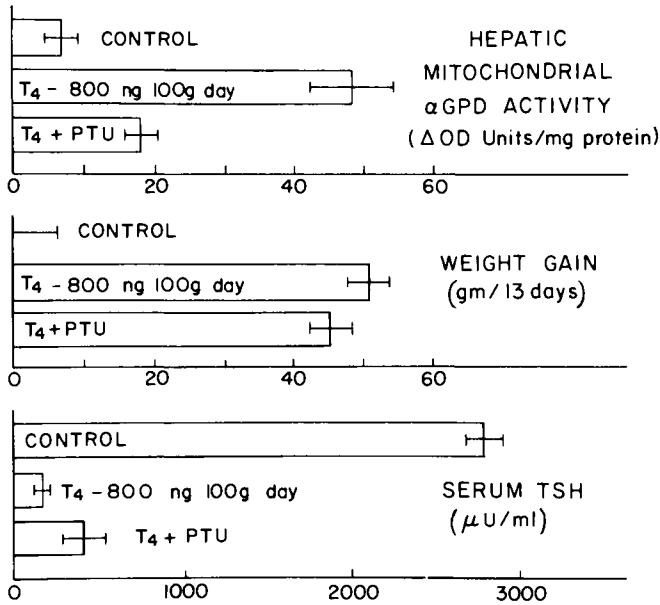 CONTROL
HEPATIC
MITOCHONDRIAL
αGPD ACTIVITY
(ΔOD Units/mg protein)
T4 - 800 ng 100g day
T4 + PTU
0 20 40 60
CONTROL
WEIGHT GAIN
(gm/13 days)
T4 - 800 ng 100g day
T4 + PTU
0 20 40 60
CONTROL
SERUM TSH
(μU/ml)
T4 - 800 ng 100g day
T4 + PTU
0 1000 2000 3000